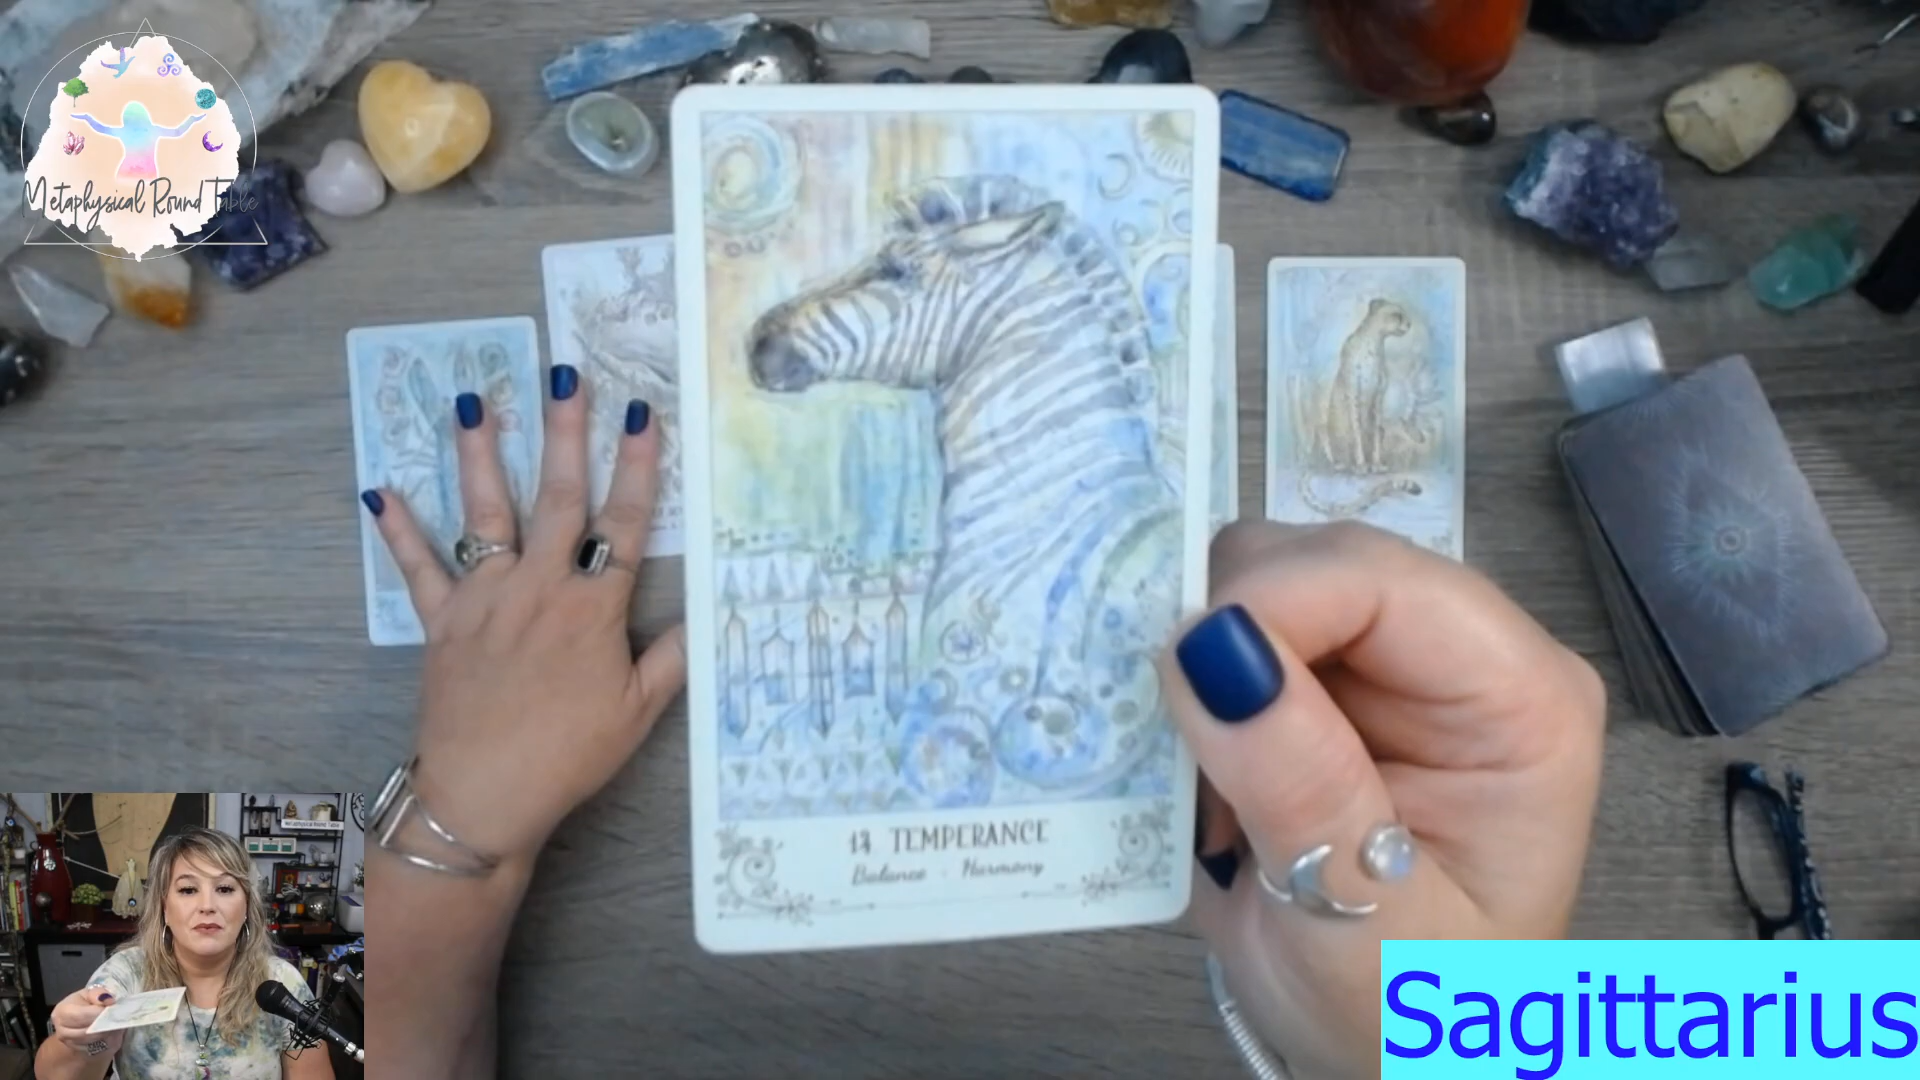 Metaphysical Round Table
14 TEMPERANCE
Balance - Harmony
Sagittarius